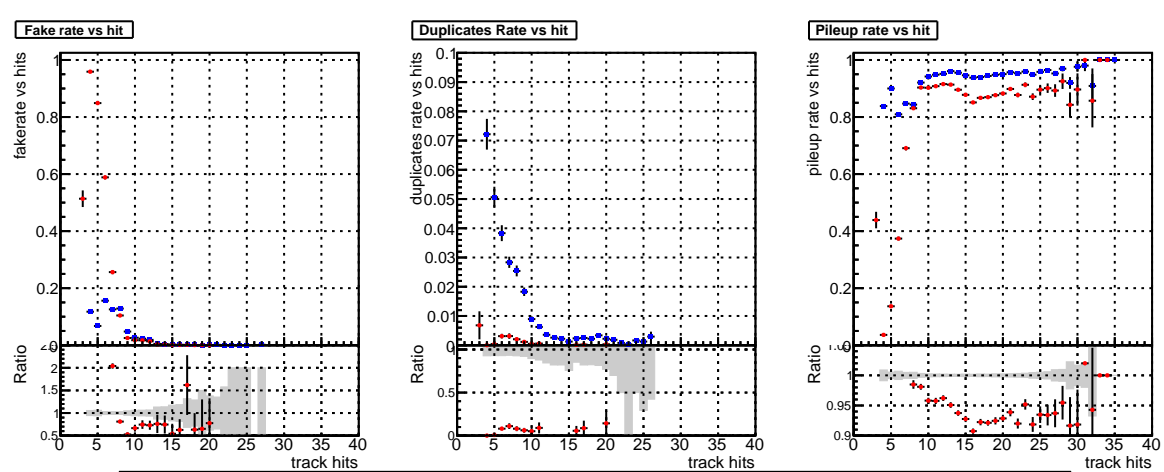 Fake rate vs hit
fakerate vs hits
1
0.8
0.6
0.4
0.2
0
Ratio
2
1.5
1
0.5
0 5 10 15 20 25 30 35 40
track hits
Duplicates Rate vs hit
duplicates rate vs hits
0.1
0.09
0.08
0.07
0.06
0.05
0.04
0.03
0.02
0.01
0
Ratio
1
0
0 5 10 15 20 25 30 35 40
track hits
Pileup rate vs hit
pileup rate vs hits
1
0.8
0.6
0.4
0.2
0
Ratio
1
0.95
0.9
0 5 10 15 20 25 30 35 40
track hits